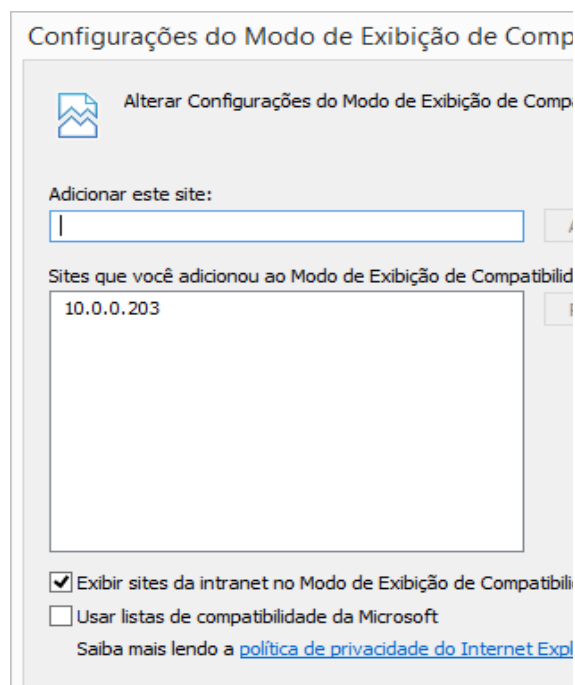 Configurações do Modo de Exibição de Comp
Alterar Configurações do Modo de Exibição de Compa
Adicionar este site:
Sites que você adicionou ao Modo de Exibição de Compatibilid
10.0.0.203
Exibir sites da intranet no Modo de Exibição de Compatibili
Usar listas de compatibilidade da Microsoft
Saiba mais lendo a política de privacidade do Internet Expl